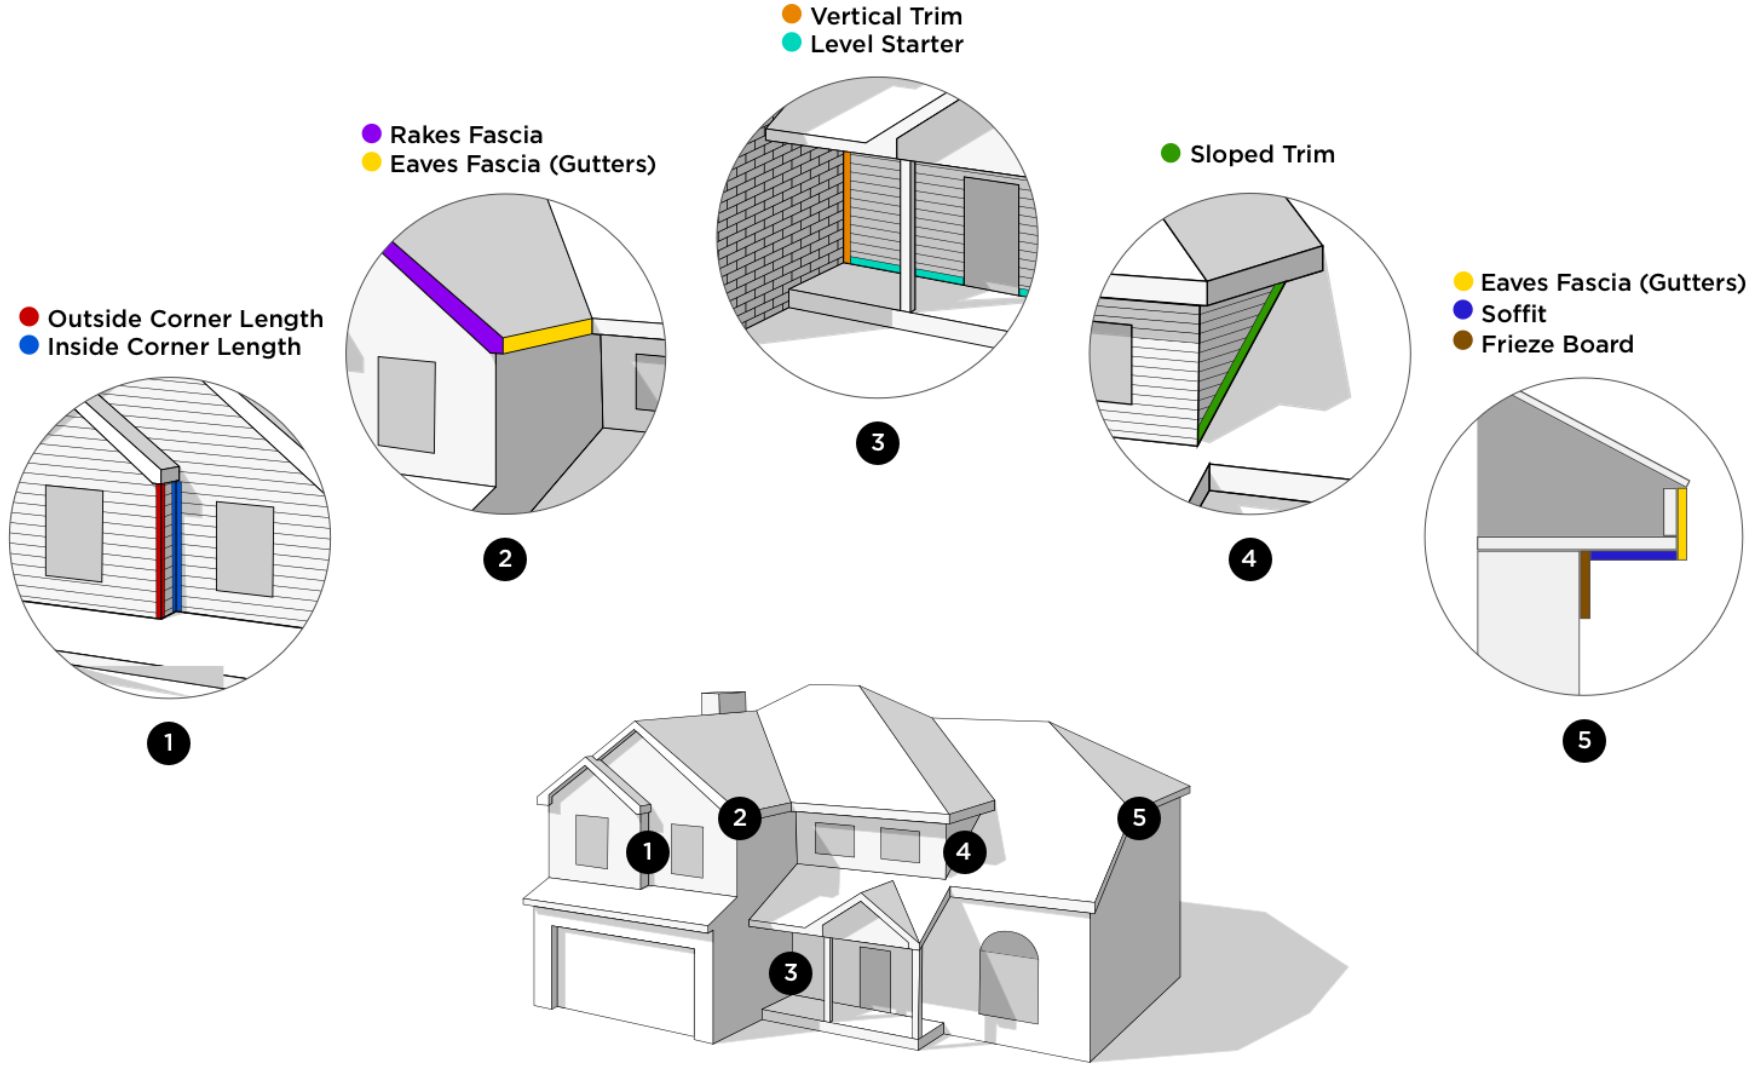 Vertical Trim
Level Starter
Rakes Fascia
Eaves Fascia (Gutters)
Sloped Trim
Outside Corner Length
Inside Corner Length
Eaves Fascia (Gutters)
Soffit
Frieze Board
3
2
4
1
5
2
5
1
4
3